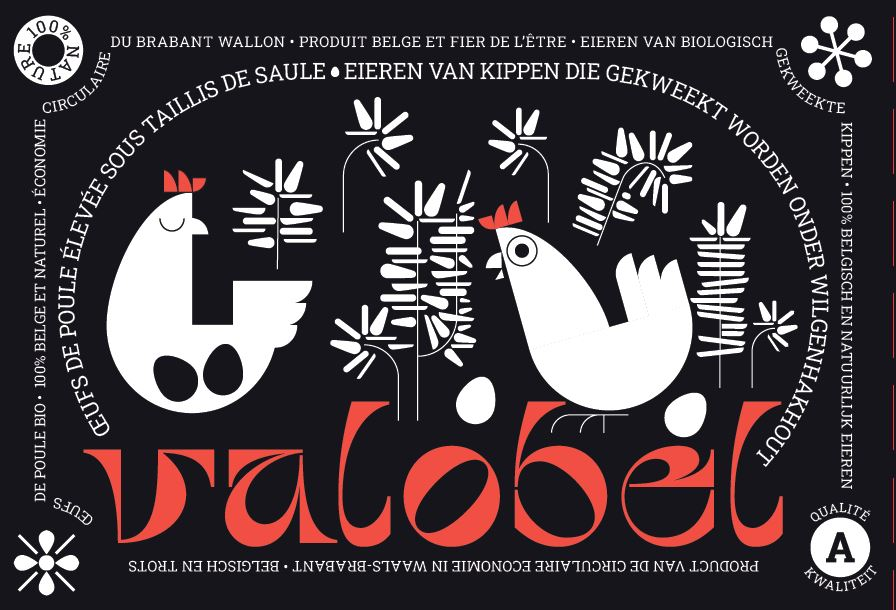 100% NATURE
ŒUFS DE POULE BIO • 100% BELGE ET NATUREL • ÉCONOMIE CIRCULAIRE DU BRABANT WALLON • PRODUIT BELGE ET FIER DE L'ÊTRE • EIEREN VAN BIOLOGISCH GEKWEEKTE KIPPEN • 100% BELGISCH EN NATUURLIJK EIEREN
PRODUCT VAN DE CIRCULAIRE ECONOMIE IN WAALS-BRABANT • BELGISCH EN TROTS
ŒUFS DE POULE ÉLEVÉE SOUS TAILLIS DE SAULE • EIEREN VAN KIPPEN DIE GEKWEEKT WORDEN ONDER WILGENHAKHOUT
valobel
QUALITÉ
A
KWALITEIT